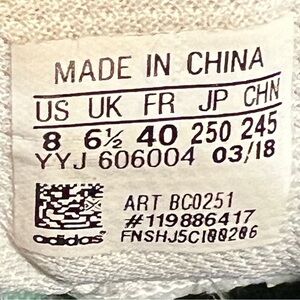 MADE IN CHINA
US UK FR JP CHN
8 6½ 40 250 245
YYJ 606004 03/18
ART BC0251
#119886417
adidas FNSHJ5CI00206